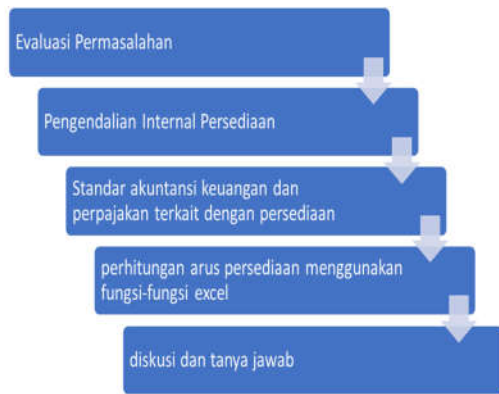 Evaluasi Permasalahan
Pengendalian Internal Persediaan
Standar akuntansi keuangan dan
perpajakan terkait dengan persediaan
perhitungan arus persediaan menggunakan
fungsi-fungsi excel
diskusi dan tanya jawab